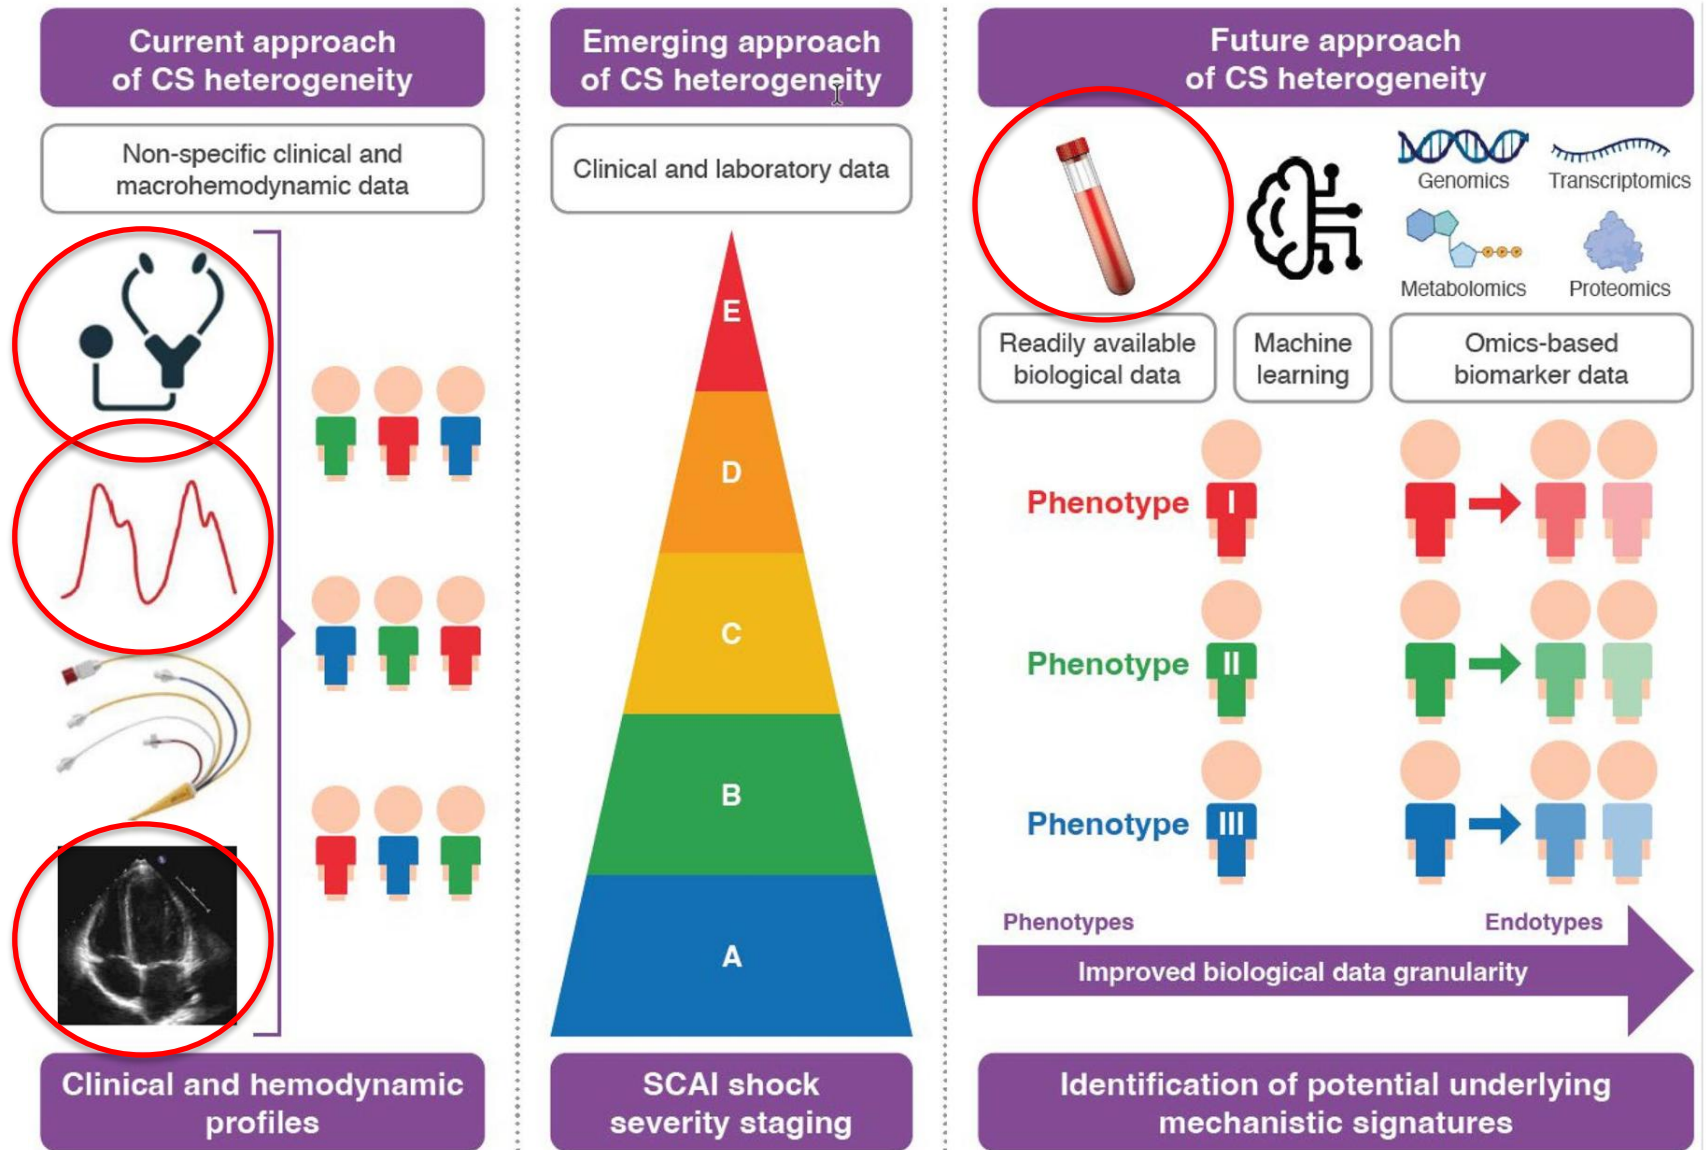 Current approach
of CS heterogeneity
Non-specific clinical and
macrohemodynamic data
Clinical and hemodynamic
profiles
Emerging approach
of CS heterogeneity
Clinical and laboratory data
E
D
C
B
A
SCAI shock
severity staging
Future approach
of CS heterogeneity
Genomics
Transcriptomics
Metabolomics
Proteomics
Readily available
biological data
Machine
learning
Omics-based
biomarker data
Phenotype I
Phenotype II
Phenotype III
Phenotypes
Endotypes
Improved biological data granularity
Identification of potential underlying
mechanistic signatures